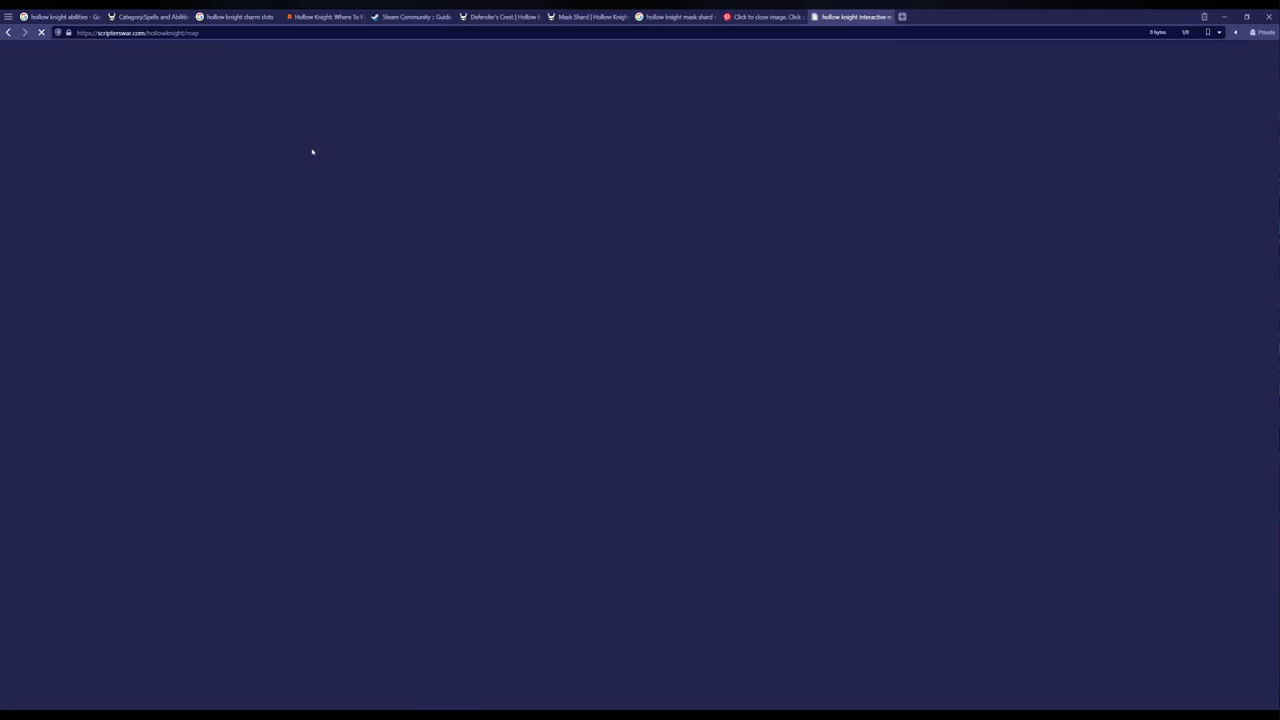 hollow knight abilities - Go
Category:Spells and Abiliti
hollow knight charm slots
Hollow Knight: Where To F
Steam Community :: Guide
Defender's Crest | Hollow K
Mask Shard | Hollow Knigh
hollow knight mask shard
Click to close image. Click
hollow knight interactive m
https://scripterswar.com/hollowknight/map
0 bytes
1/0
Private